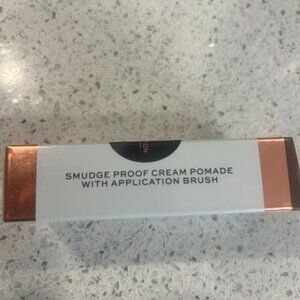 SMUDGE PROOF CREAM POMADE
WITH APPLICATION BRUSH